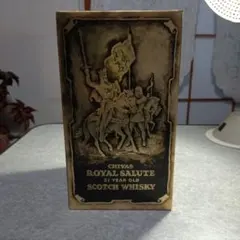 CHIVAS
ROYAL SALUTE
21 YEAR OLD
SCOTCH WHISKY